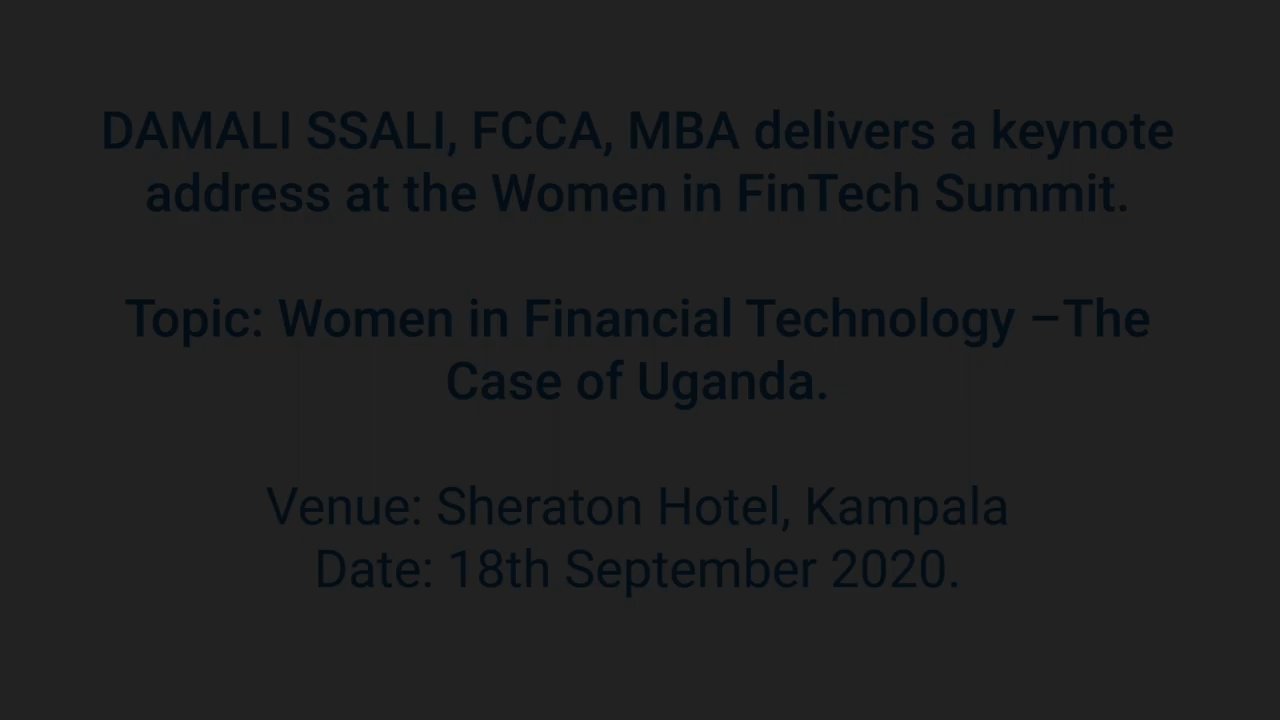 DAMALI SSALI, FCCA, MBA delivers a keynote
address at the Women in FinTech Summit.
Topic: Women in Financial Technology –The
Case of Uganda.
Venue: Sheraton Hotel, Kampala
Date: 18th September 2020.